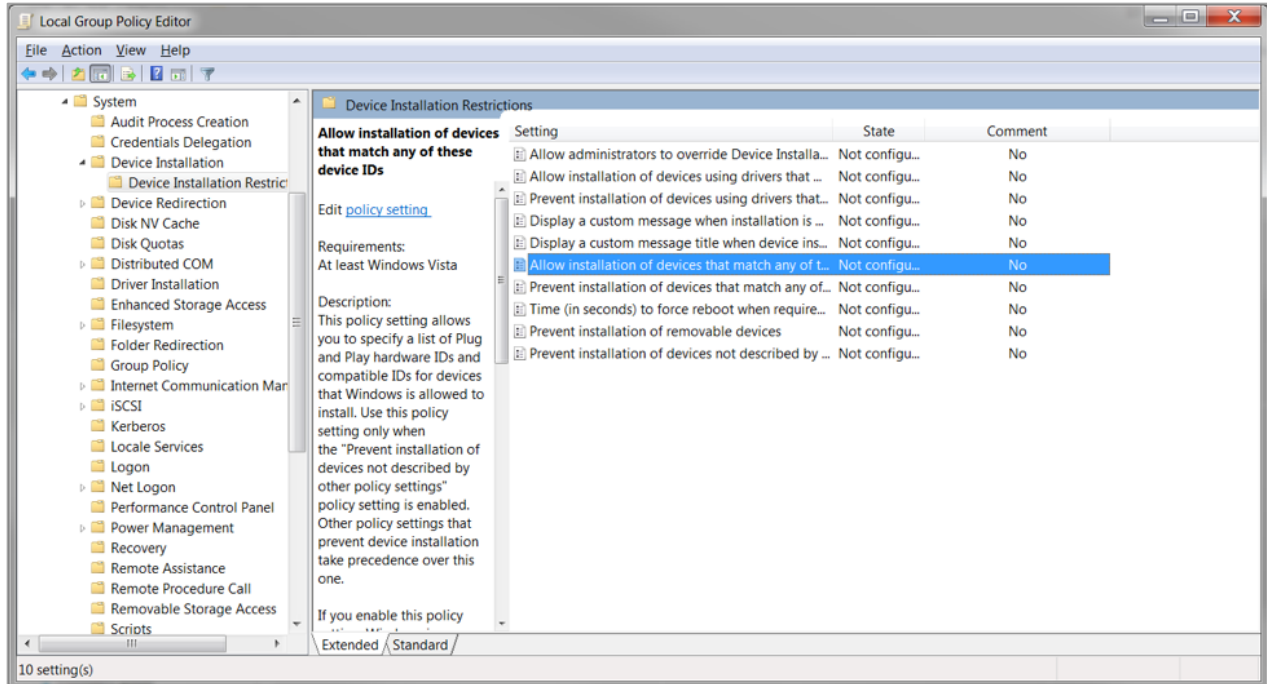 Local Group Policy Editor
File Action View Help
System
Audit Process Creation
Credentials Delegation
Device Installation
Device Installation Restric
Device Redirection
Disk NV Cache
Disk Quotas
Distributed COM
Driver Installation
Enhanced Storage Access
Filesystem
Folder Redirection
Group Policy
Internet Communication Man
iSCSI
Kerberos
Locale Services
Logon
Net Logon
Performance Control Panel
Power Management
Recovery
Remote Assistance
Remote Procedure Call
Removable Storage Access
Scripts
Device Installation Restrictions
Allow installation of devices
that match any of these
device IDs
Edit policy setting
Requirements:
At least Windows Vista
Description:
This policy setting allows
you to specify a list of Plug
and Play hardware IDs and
compatible IDs for devices
that Windows is allowed to
install. Use this policy
setting only when
the "Prevent installation of
devices not described by
other policy settings"
policy setting is enabled.
Other policy settings that
prevent device installation
take precedence over this
one.
If you enable this policy
Setting State Comment
Allow administrators to override Device Installa... Not configu... No
Allow installation of devices using drivers that ... Not configu... No
Prevent installation of devices using drivers that... Not configu... No
Display a custom message when installation is ... Not configu... No
Display a custom message title when device ins... Not configu... No
Allow installation of devices that match any of t... Not configu... No
Prevent installation of devices that match any of... Not configu... No
Time (in seconds) to force reboot when require... Not configu... No
Prevent installation of removable devices Not configu... No
Prevent installation of devices not described by ... Not configu... No
Extended Standard
10 setting(s)